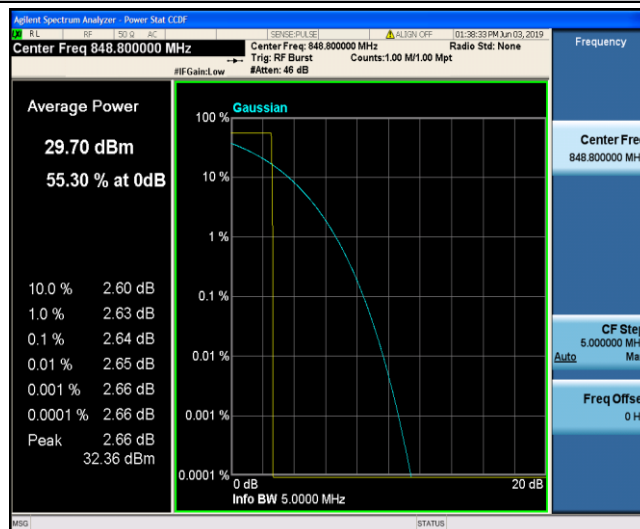 Agilent Spectrum Analyzer - Power Stat CCDF
RL RF 50 Ω AC SENSE:PULSE ALIGN OFF 01:38:33 PM Jun 03, 2019
Center Freq 848.800000 MHz
Center Freq: 848.800000 MHz Radio Std: None
Trig: RF Burst Counts:1.00 M/1.00 Mpt
#IFGain:Low #Atten: 46 dB
Frequency
Average Power
29.70 dBm
55.30 % at 0dB
10.0 % 2.60 dB
1.0 % 2.63 dB
0.1 % 2.64 dB
0.01 % 2.65 dB
0.001 % 2.66 dB
0.0001 % 2.66 dB
Peak 2.66 dB
32.36 dBm
Gaussian
100 %
10 %
1 %
0.1 %
0.01 %
0.001 %
0.0001 %
0 dB 20 dB
Info BW 5.0000 MHz
Center Fre
848.800000 MH
CF Step
5.000000 MH
Auto Ma
Freq Offse
0 H
MSG STATUS